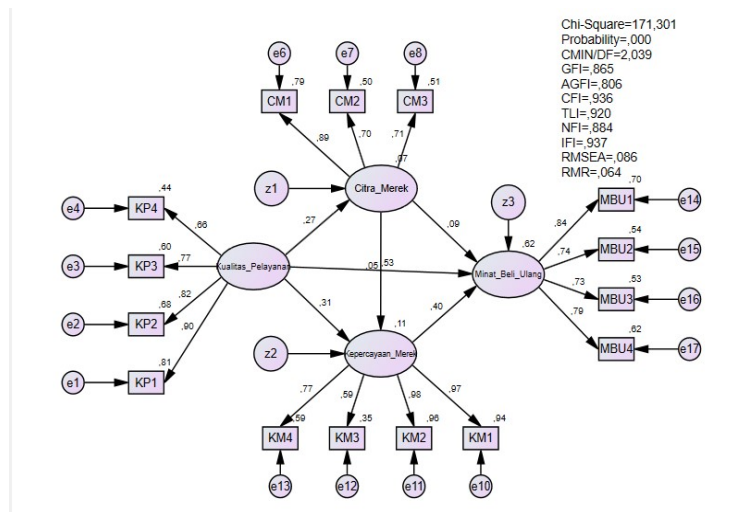 Chi-Square=171,301
Probability=,000
CMIN/DF=2,039
GFI=,865
AGFI=,806
CFI=,936
TLI=,920
NFI=,884
IFI=,937
RMSEA=,086
RMR=,064
e6
e7
e8
,79
,50
,51
CM1
CM2
CM3
,89
,70
,71
,07
z1
Citra_Merek
z3
,70
MBU1
e14
,44
e4
KP4
,66
,27
,09
,84
,62
,54
MBU2
e15
,74
,60
e3
KP3
,77
Kualitas_Pelayanan
,05
,53
Minat_Beli_Ulang
,73
,53
MBU3
e16
,68
e2
KP2
,82
,31
,40
,79
,62
MBU4
e17
,90
,81
e1
KP1
z2
,11
Kepercayaan_Merek
,77
,59
,98
,97
,59
,35
,96
,94
KM4
KM3
KM2
KM1
e13
e12
e11
e10